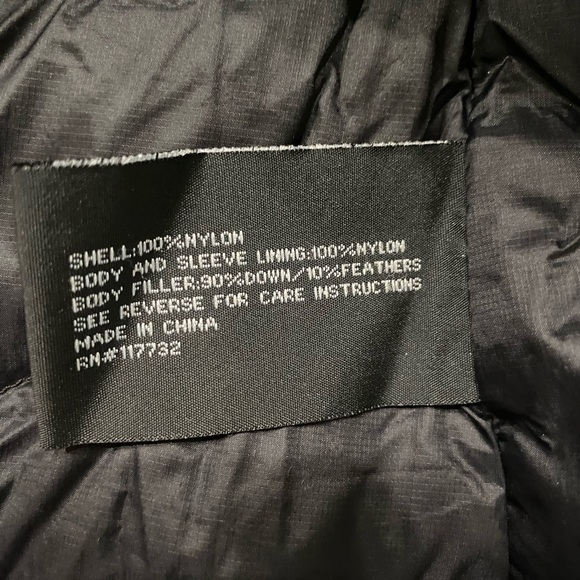 SHELL:100%NYLON
BODY AND SLEEVE LINING:100%NYLON
BODY FILLER:90%DOWN/10%FEATHERS
SEE REVERSE FOR CARE INSTRUCTIONS
MADE IN CHINA
RN#117732